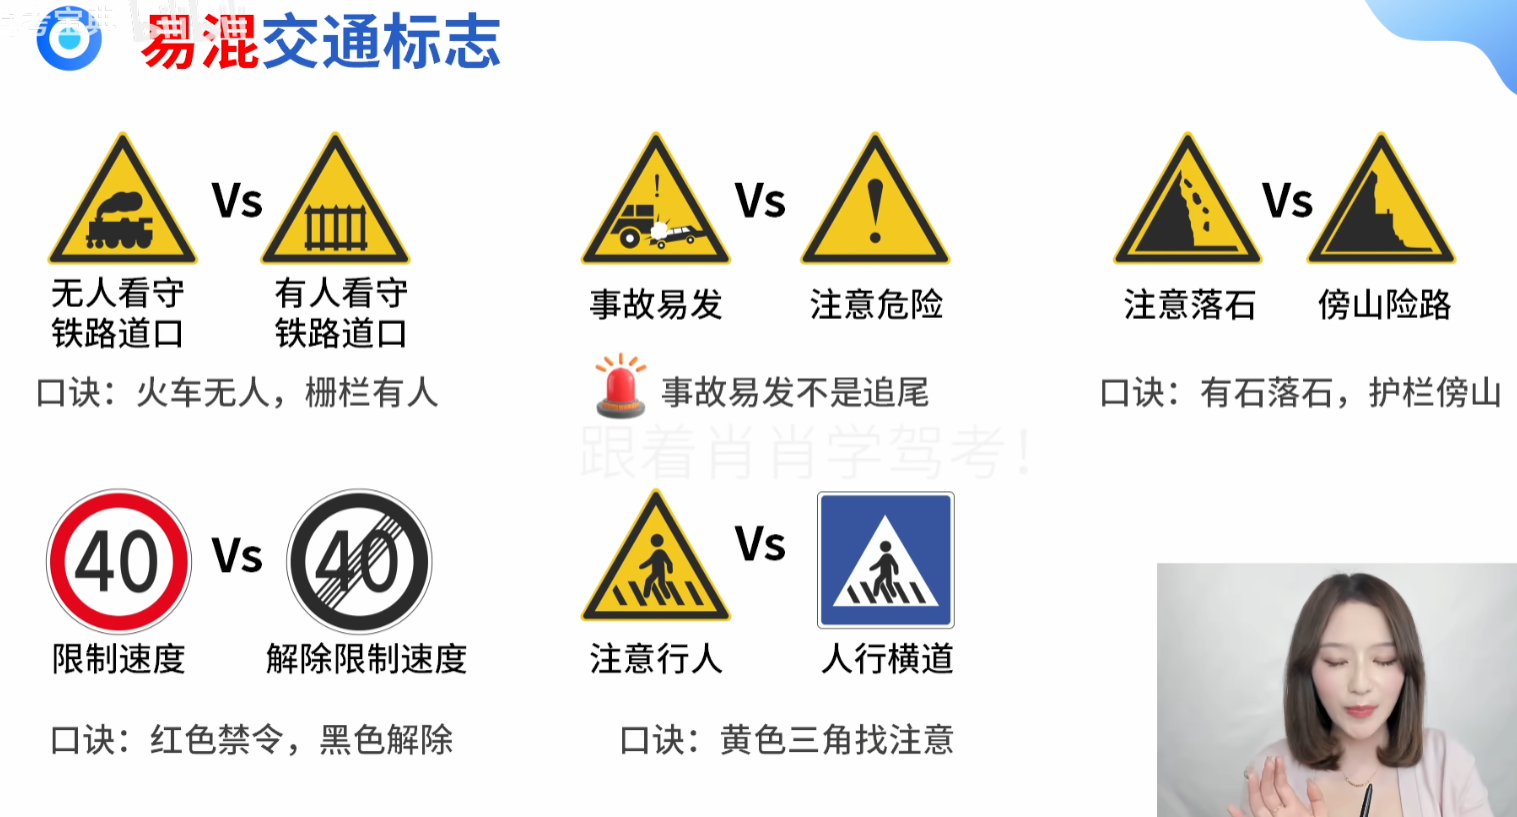 考宝典
易混交通标志
Vs
Vs
Vs
无人看守
铁路道口
有人看守
铁路道口
事故易发
注意危险
注意落石
傍山险路
口诀：火车无人，栅栏有人
事故易发不是追尾
口诀：有石落石，护栏傍山
跟着肖肖学驾考！
40
Vs
40
Vs
限制速度
解除限制速度
注意行人
人行横道
口诀：红色禁令，黑色解除
口诀：黄色三角找注意